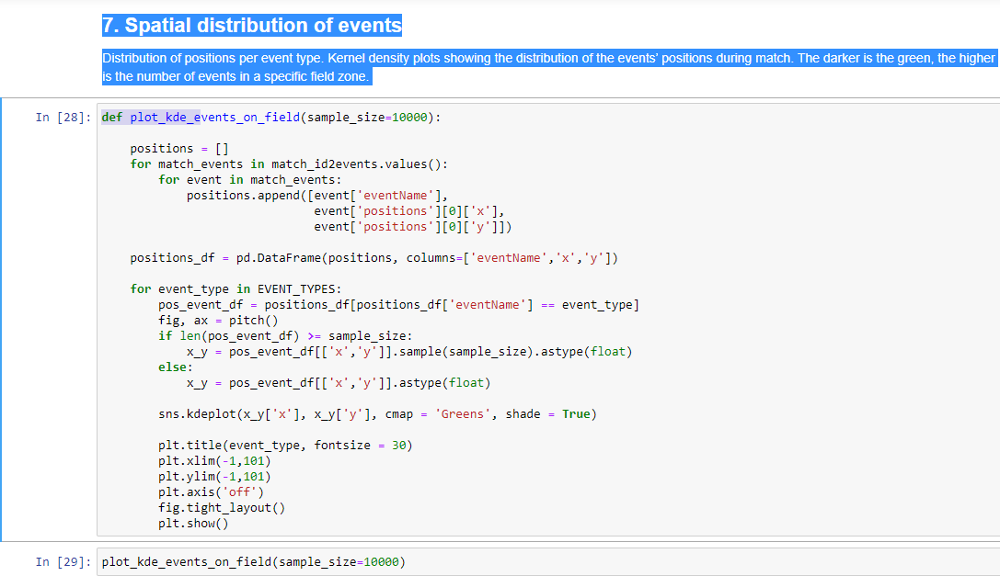 7. Spatial distribution of events
Distribution of positions per event type. Kernel density plots showing the distribution of the events' positions during match. The darker is the green, the higher
is the number of events in a specific field zone.
In [28]: def plot_kde_events_on_field(sample_size=10000):
    positions = []
    for match_events in match_id2events.values():
        for event in match_events:
            positions.append([event['eventName'],
                              event['positions'][0]['x'],
                              event['positions'][0]['y']])
    positions_df = pd.DataFrame(positions, columns=['eventName','x','y'])
    for event_type in EVENT_TYPES:
        pos_event_df = positions_df[positions_df['eventName'] == event_type]
        fig, ax = pitch()
        if len(pos_event_df) >= sample_size:
            x_y = pos_event_df[['x','y']].sample(sample_size).astype(float)
        else:
            x_y = pos_event_df[['x','y']].astype(float)
        sns.kdeplot(x_y['x'], x_y['y'], cmap = 'Greens', shade = True)
        plt.title(event_type, fontsize = 30)
        plt.xlim(-1,101)
        plt.ylim(-1,101)
        plt.axis('off')
        fig.tight_layout()
        plt.show()
In [29]: plot_kde_events_on_field(sample_size=10000)